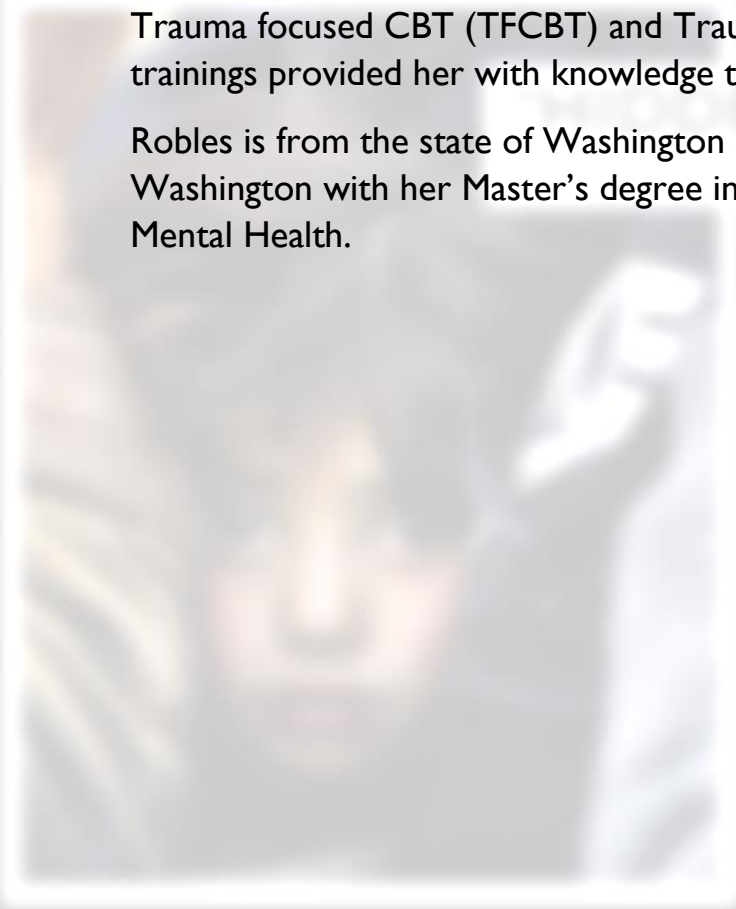 Trauma focused CBT (TFCBT) and
trainings provided her with knowledge
Robles is from the state of Washington
Washington with her Master's degree in
Mental Health.